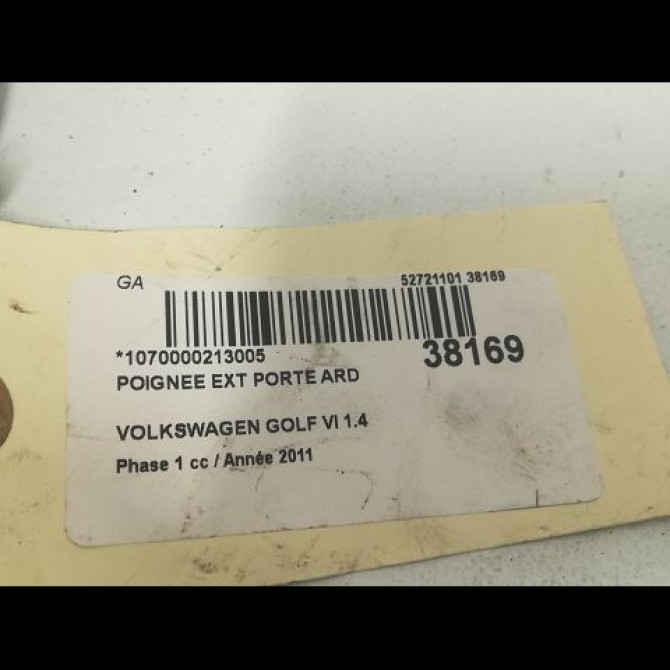 GA 52721101 38169
*1070000213005 38169
POIGNEE EXT PORTE ARD
VOLKSWAGEN GOLF VI 1.4
Phase 1 cc / Année 2011